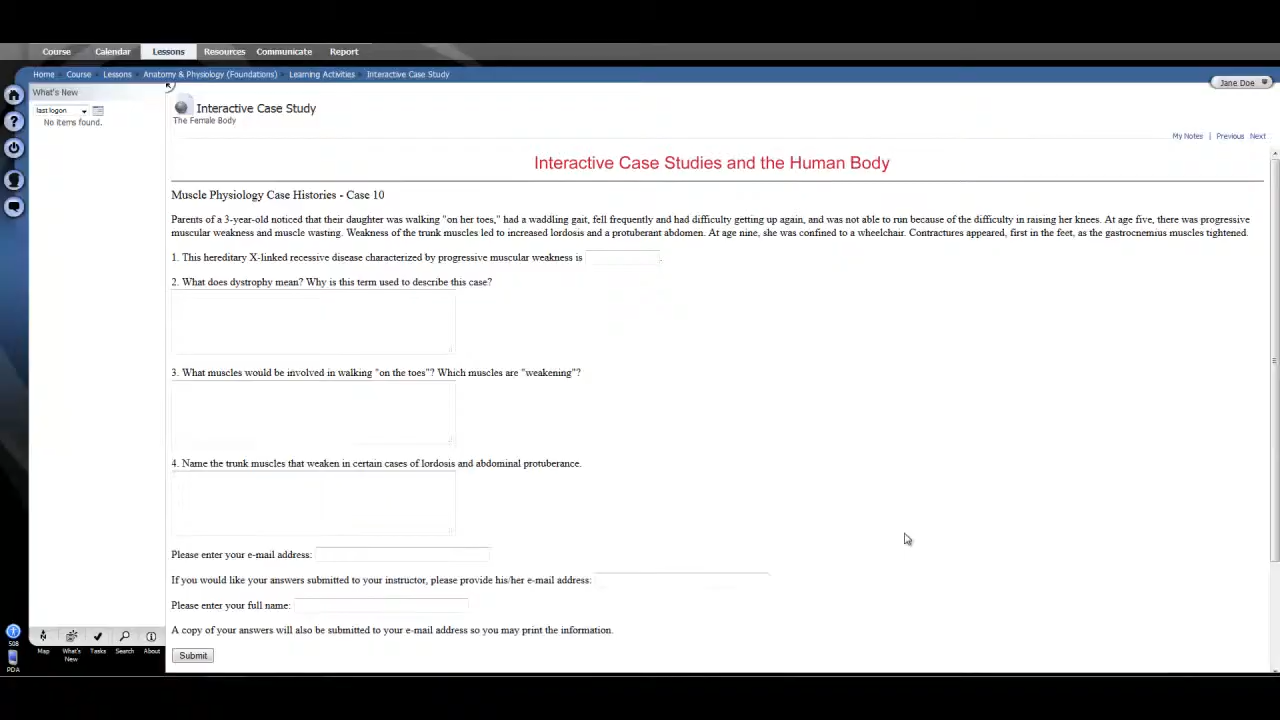 Course Calendar Lessons Resources Communicate Report
Home Course Lessons Anatomy & Physiology (Foundations) Learning Activities Interactive Case Study
What's New
Jane Doe
last logon
No items found.
Interactive Case Study
The Female Body
My Notes | Previous Next
Interactive Case Studies and the Human Body
Muscle Physiology Case Histories - Case 10
Parents of a 3-year-old noticed that their daughter was walking "on her toes," had a waddling gait, fell frequently and had difficulty getting up again, and was not able to run because of the difficulty in raising her knees. At age five, there was progressive
muscular weakness and muscle wasting. Weakness of the trunk muscles led to increased lordosis and a protuberant abdomen. At age nine, she was confined to a wheelchair. Contractures appeared, first in the feet, as the gastrocnemius muscles tightened.
1. This hereditary X-linked recessive disease characterized by progressive muscular weakness is .
2. What does dystrophy mean? Why is this term used to describe this case?
3. What muscles would be involved in walking "on the toes"? Which muscles are "weakening"?
4. Name the trunk muscles that weaken in certain cases of lordosis and abdominal protuberance.
Please enter your e-mail address:
If you would like your answers submitted to your instructor, please provide his/her e-mail address:
Please enter your full name:
A copy of your answers will also be submitted to your e-mail address so you may print the information.
Submit
Map What's New Tasks Search About
508
PDA